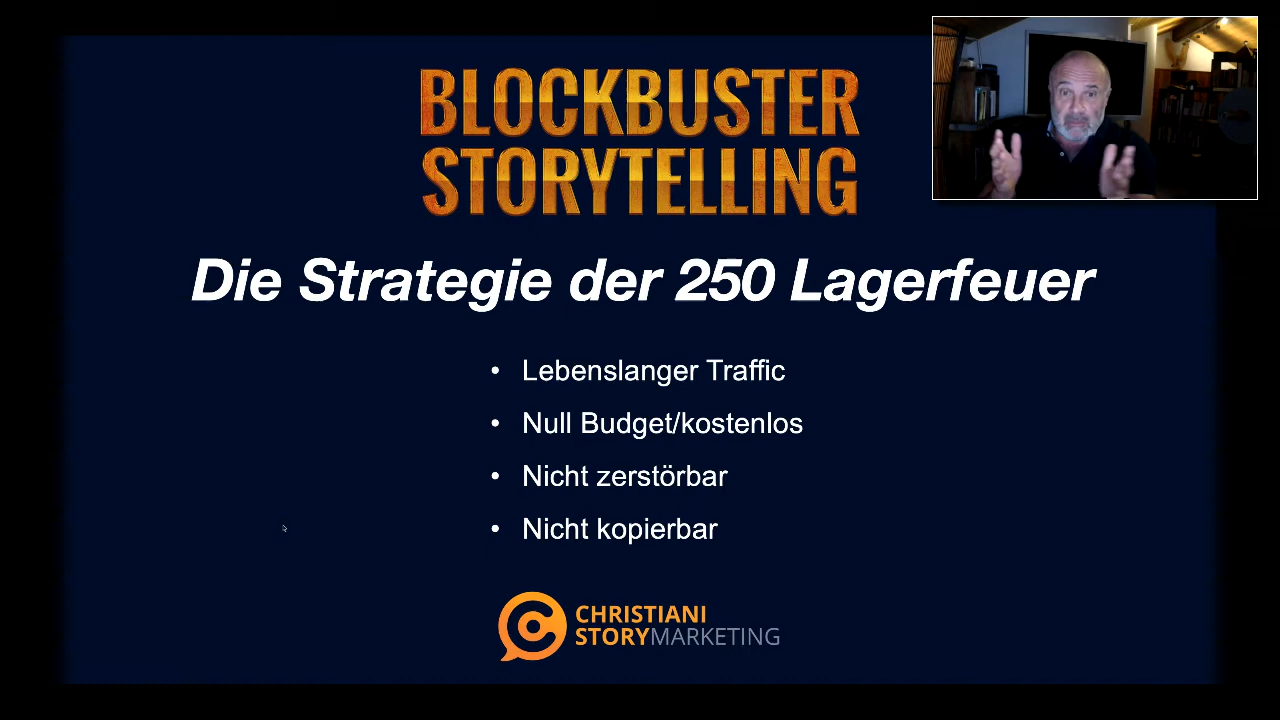 BLOCKBUSTER
STORYTELLING
Die Strategie der 250 Lagerfeuer
• Lebenslanger Traffic
• Null Budget/kostenlos
• Nicht zerstörbar
• Nicht kopierbar
CHRISTIANI
STORYMARKETING